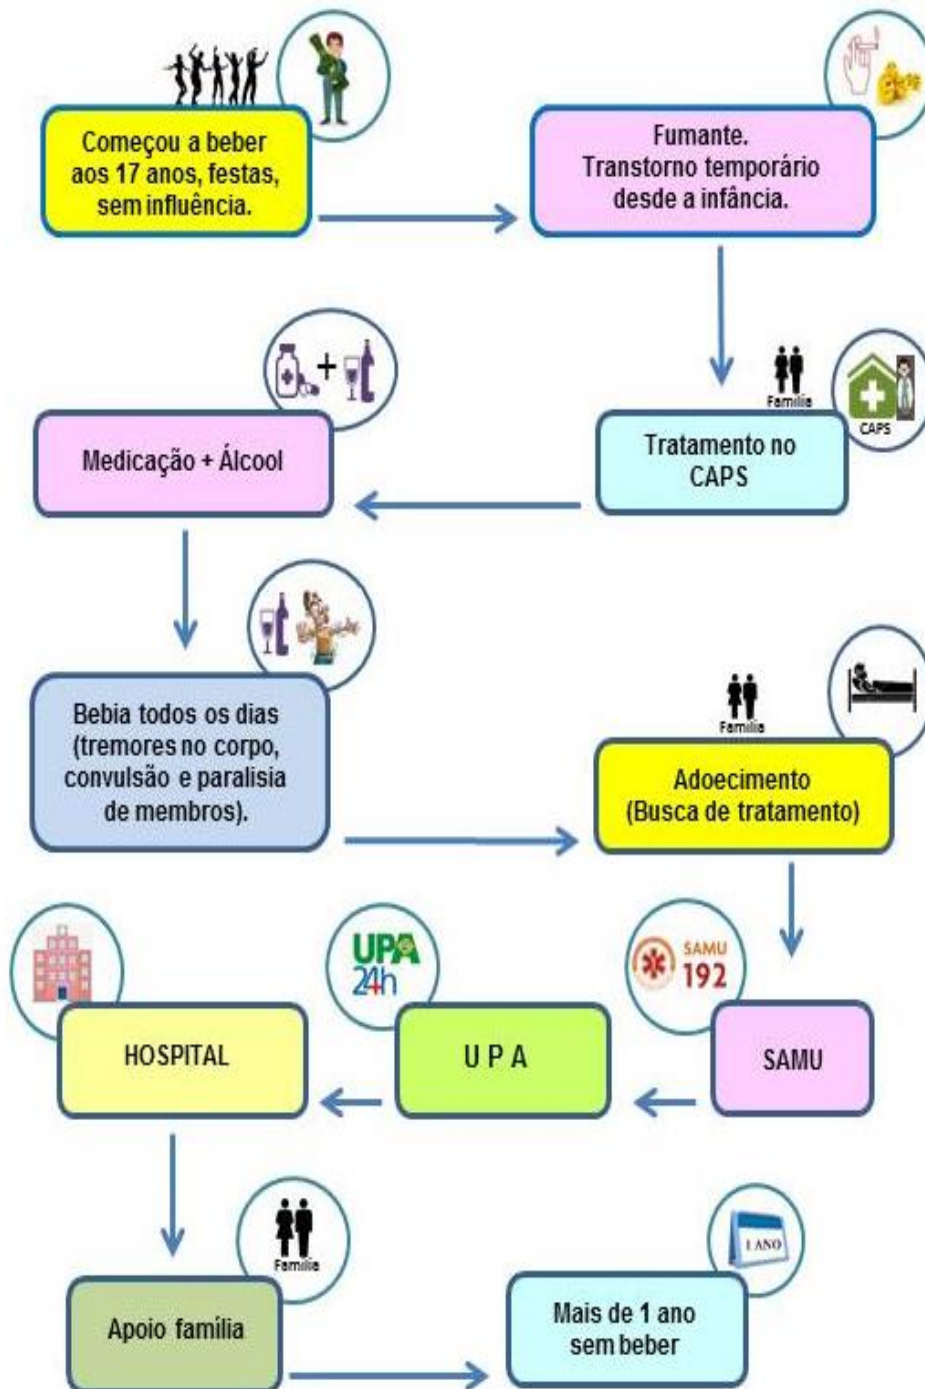 Começou a beber
aos 17 anos, festas,
sem influência.
Fumante.
Transtorno temporário
desde a infância.
Família
CAPS
Tratamento no
CAPS
Medicação + Álcool
Bebia todos os dias
(tremores no corpo,
convulsão e paralisia
de membros).
Família
Adoecimento
(Busca de tratamento)
SAMU
192
SAMU
UPA
24h
U P A
HOSPITAL
Família
Apoio família
1 ANO
Mais de 1 ano
sem beber